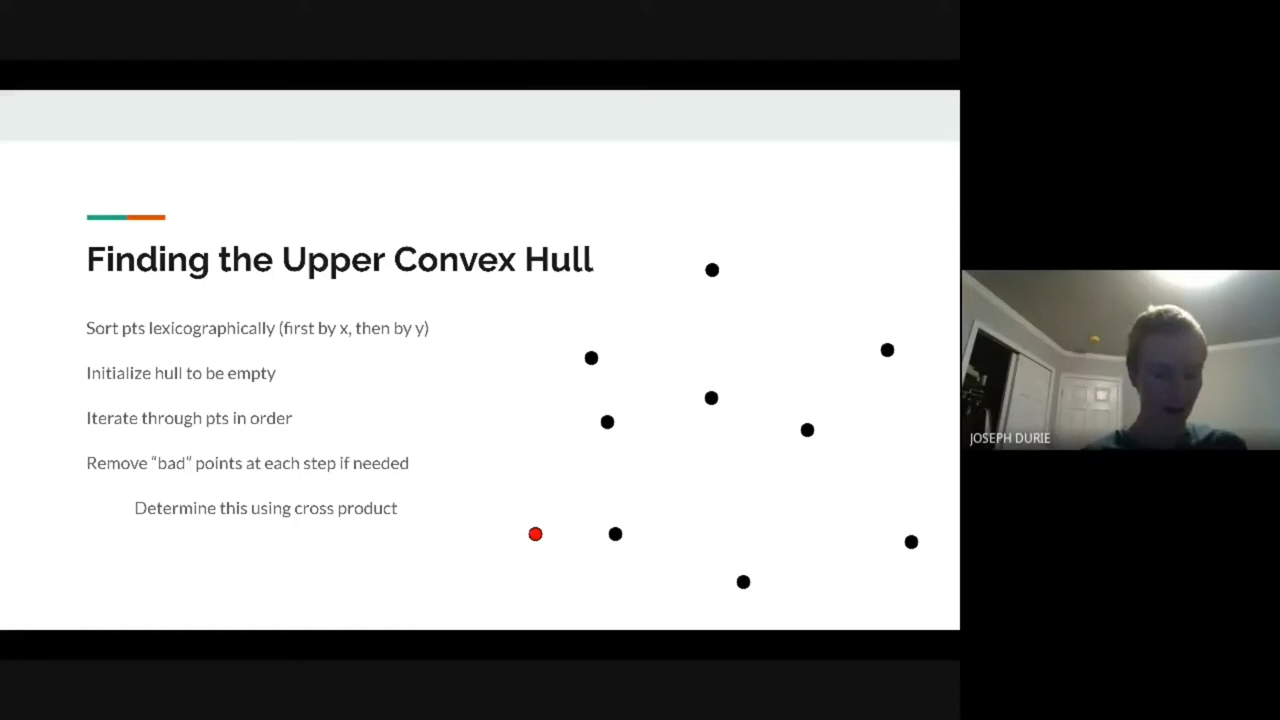 Finding the Upper Convex Hull
Sort pts lexicographically (first by x, then by y)
Initialize hull to be empty
Iterate through pts in order
Remove “bad” points at each step if needed
Determine this using cross product
JOSEPH DURIE